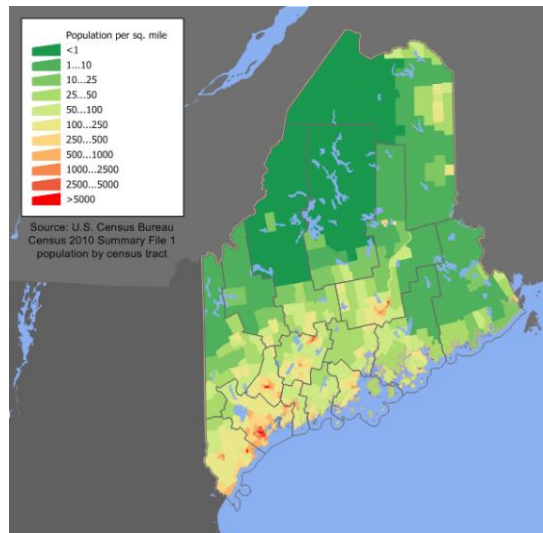 Population per sq. mile
<1
1...10
10...25
25...50
50...100
100...250
250...500
500...1000
1000...2500
2500...5000
>5000
Source: U.S. Census Bureau
Census 2010 Summary File 1
population by census tract